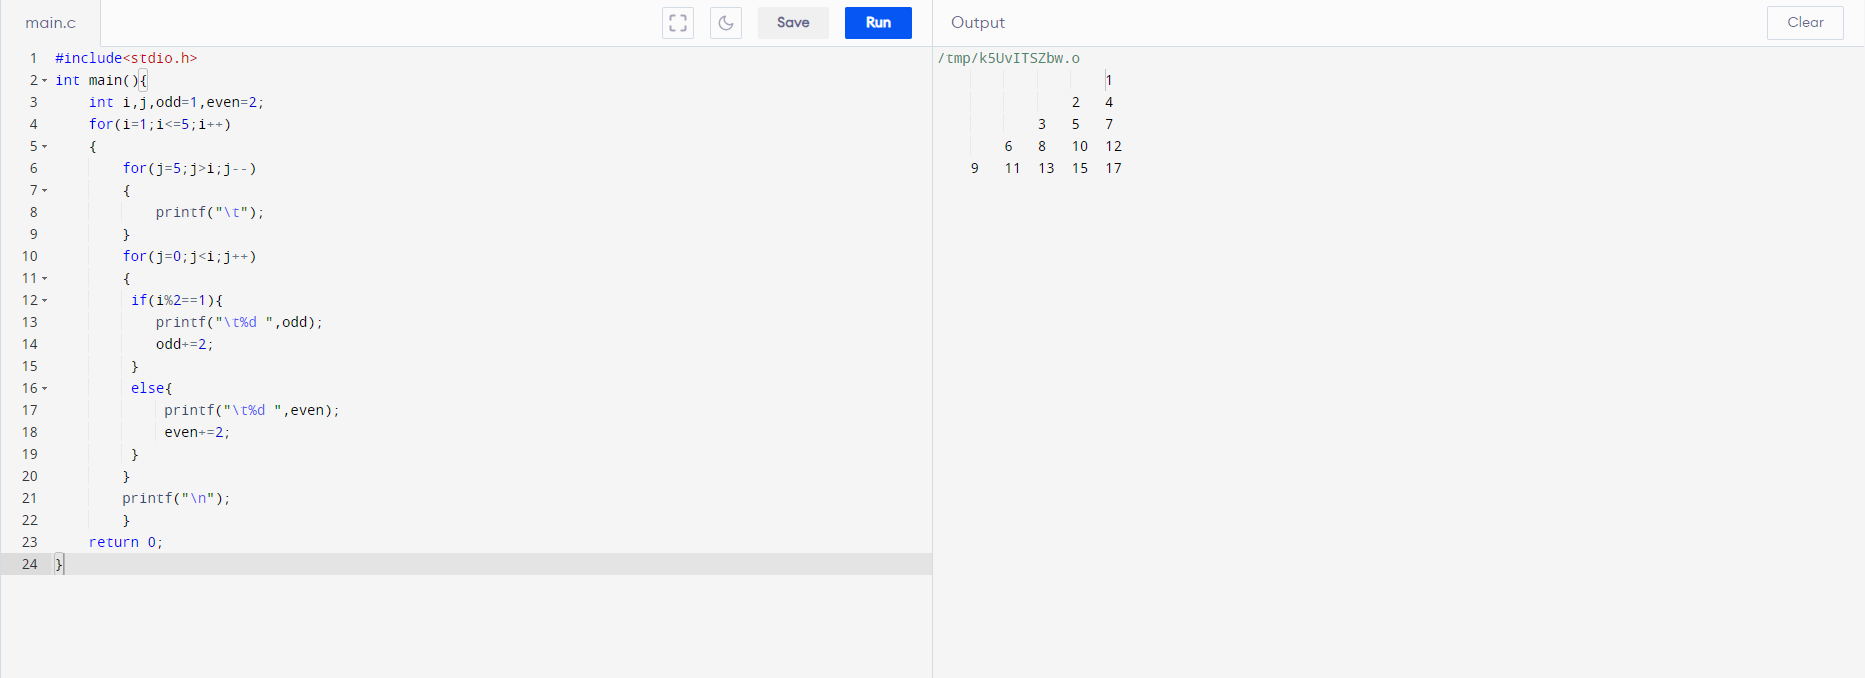 main.c
Save
Run
1 #include<stdio.h>
2 int main(){
3     int i,j,odd=1,even=2;
4     for(i=1;i<=5;i++)
5     {
6         for(j=5;j>i;j--)
7         {
8             printf("\t");
9         }
10         for(j=0;j<i;j++)
11         {
12          if(i%2==1){
13             printf("\t%d ",odd);
14             odd+=2;
15          }
16          else{
17              printf("\t%d ",even);
18              even+=2;
19          }
20         }
21         printf("\n");
22         }
23     return 0;
24 }
Output
Clear
/tmp/k5UvITSZbw.o
                    1
                2   4
            3   5   7
        6   8   10  12
    9   11  13  15  17